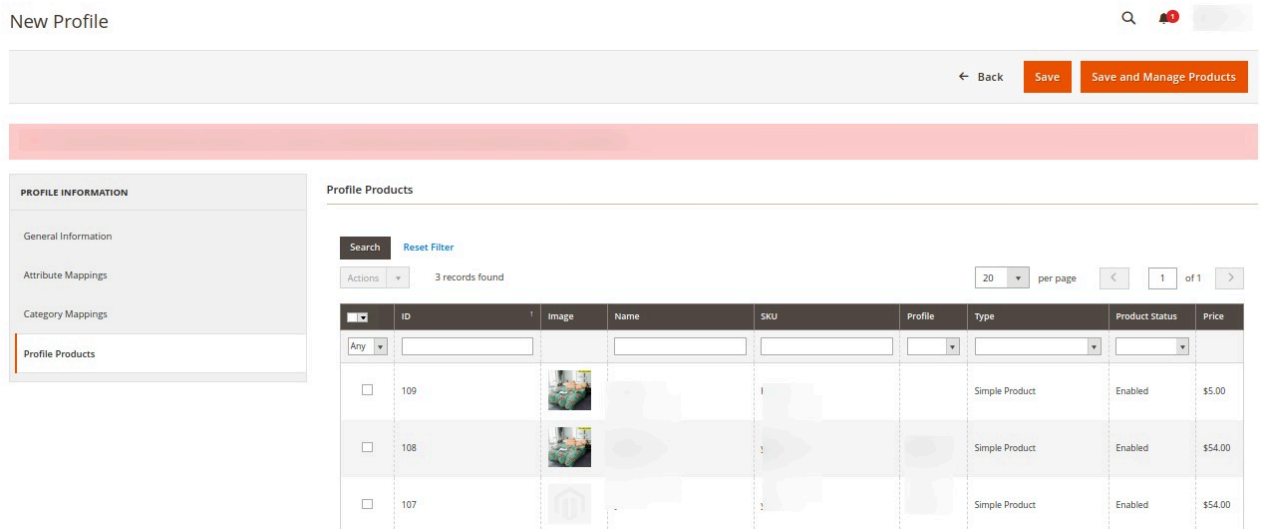 New Profile
1
← Back
Save
Save and Manage Products
PROFILE INFORMATION
General Information
Attribute Mappings
Category Mappings
Profile Products
Profile Products
Search
Reset Filter
Actions
3 records found
20
per page
1
of 1
ID ↑ Image Name SKU Profile Type Product Status Price
Any
109 Simple Product Enabled $5.00
108 Simple Product Enabled $54.00
107 Simple Product Enabled $54.00